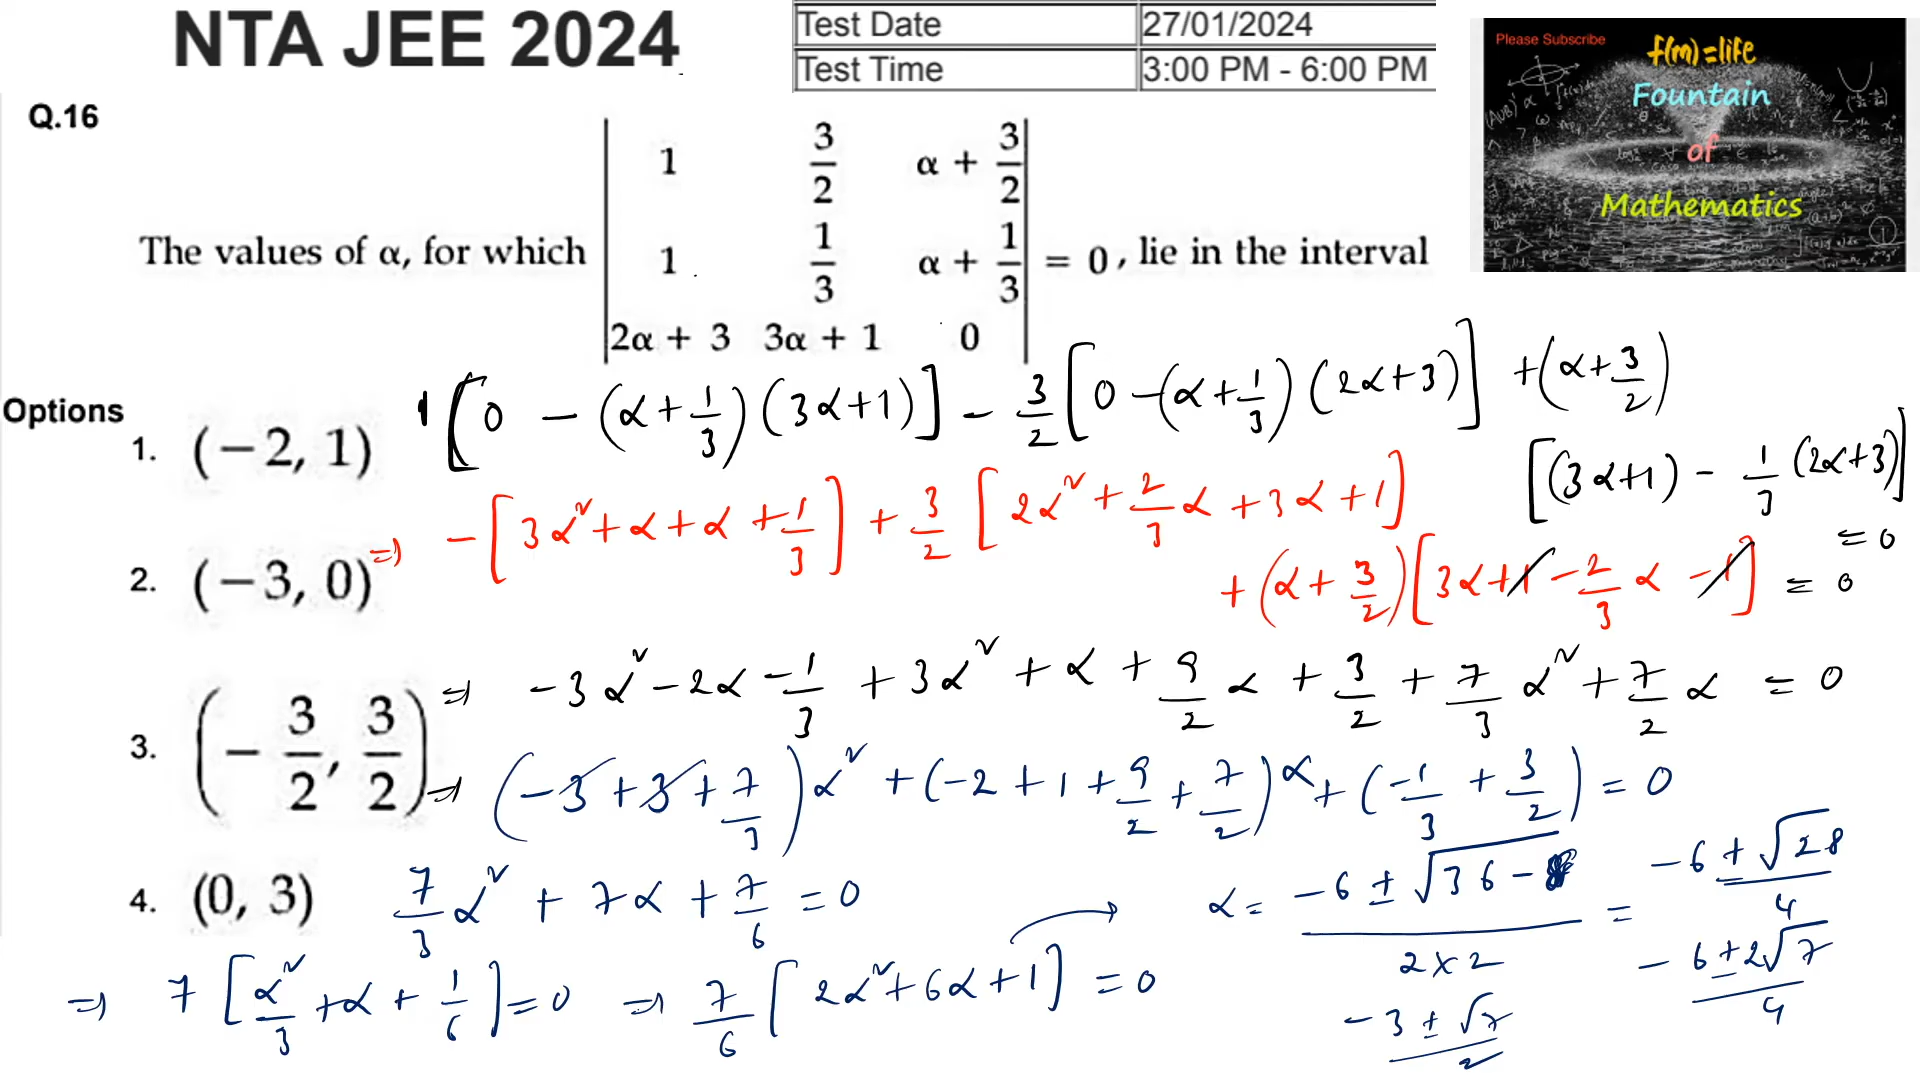 NTA JEE 2024
Test Date 27/01/2024
Test Time 3:00 PM - 6:00 PM
Please Subscribe
f(m)=life
Fountain
of
Mathematics
Q.16
The values of α, for which | 1 3/2 α + 3/2 |
| 1 1/3 α + 1/3 | = 0, lie in the interval
| 2α + 3 3α + 1 0 |
Options
1. (−2, 1)
2. (−3, 0)
3. (−3/2, 3/2)
4. (0, 3)
1[0 − (α+1/3)(3α+1)] − 3/2[0−(α+1/3)(2α+3)] +(α+3/2)
[(3α+1) − 1/3(2α+3)]
=0
⇒ −[3α²+α+α+1/3] + 3/2[2α²+2/3α+3α+1]
+(α+3/2)[3α+1−2/3α−1] = 0
⇒ −3α²−2α−1/3+3α²+α+9/2α+3/2+7/3α²+7/2α = 0
⇒ (−3+3+7/3)α²+(−2+1+9/2+7/2)α+(−1/3+3/2) = 0
7/3α²+7α+7/6=0
⇒ 7[α²/3+α+1/6]=0 ⇒ 7/6[2α²+6α+1]=0
α= −6±√36−8 / 2×2 = −6±√28 / 4
−6±2√7 / 4
−3±√7 / 2